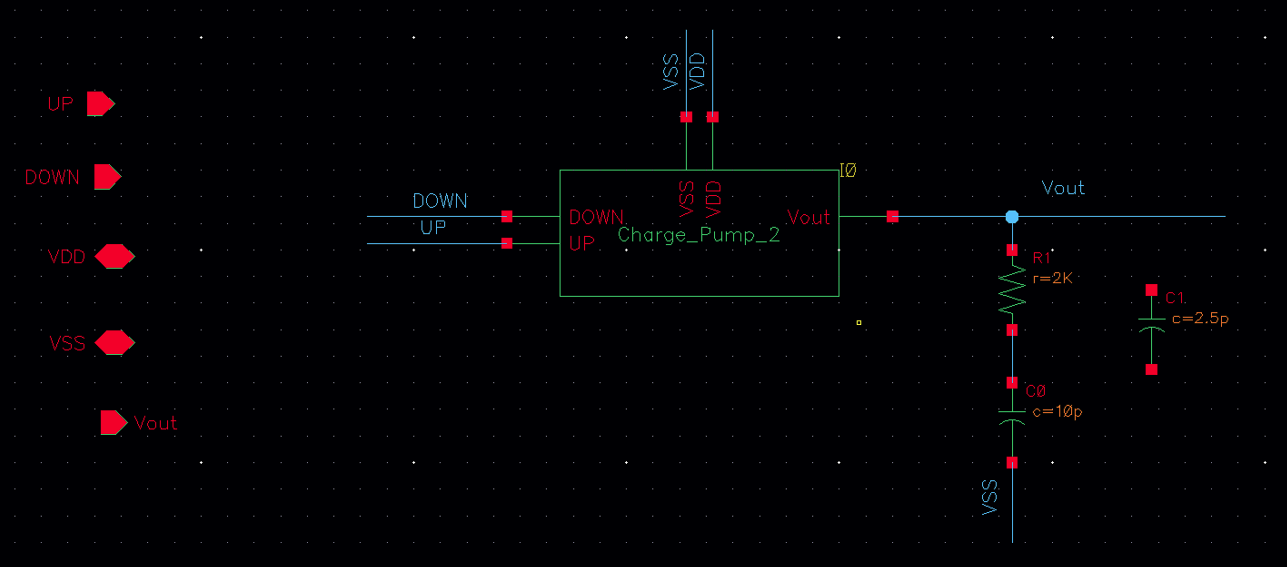 UP
DOWN
VDD
VSS
Vout
VSS
VDD
I0
DOWN
UP
VSS
VDD
DOWN
UP
Vout
Charge_Pump_2
Vout
R1
r=2K
C0
c=10p
VSS
C1
c=2.5p